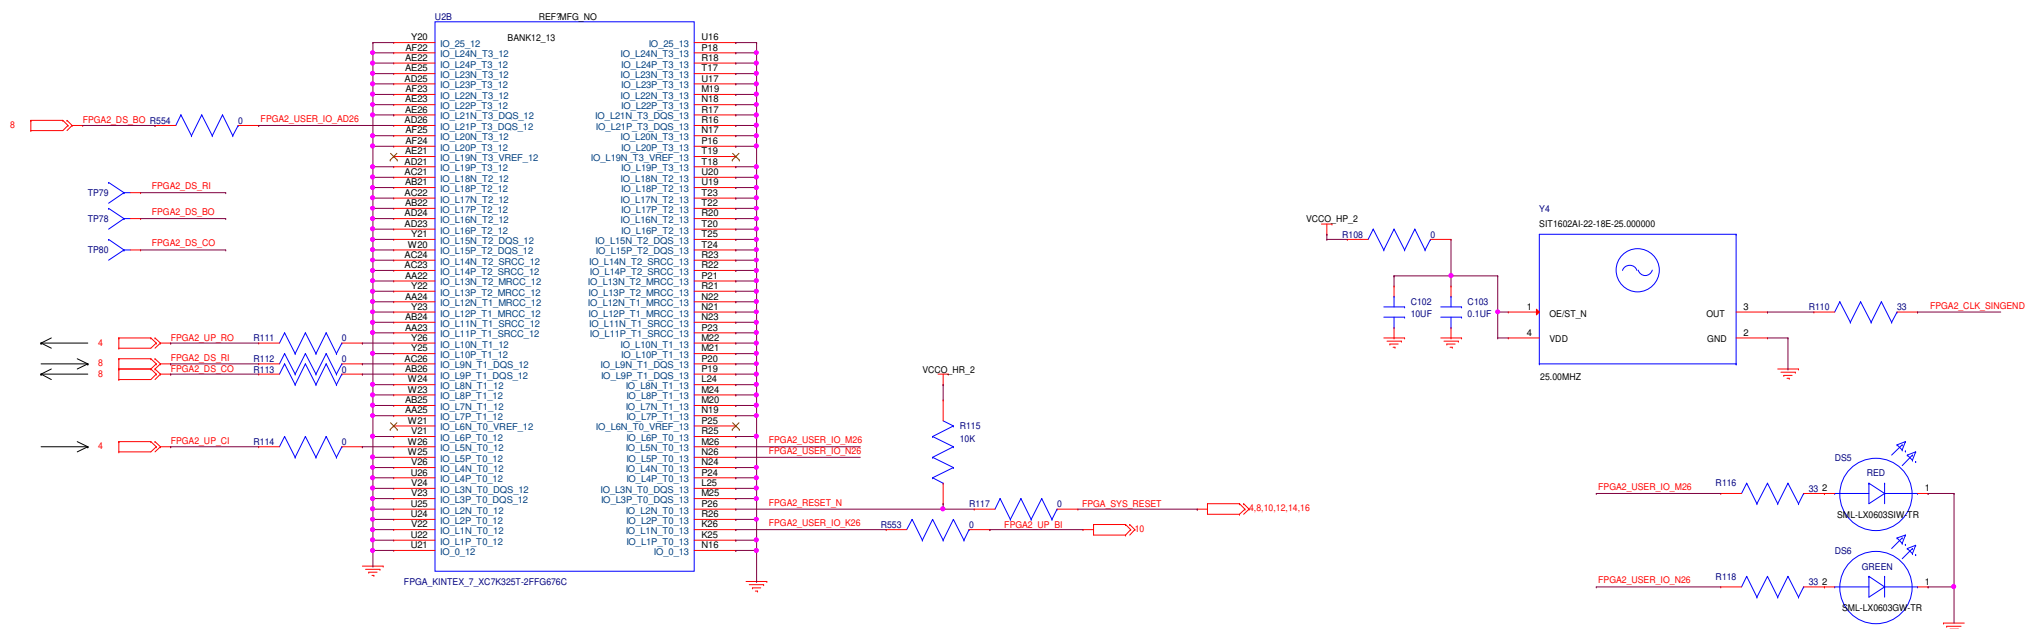 U2B
REF?MFG_NO
BANK12_13
Y20 IO_25_12 IO_25_13 U16
AF22 IO_L24N_T3_12 IO_L24N_T3_13 P18
AE22 IO_L24P_T3_12 IO_L24P_T3_13 R18
AE25 IO_L23N_T3_12 IO_L23N_T3_13 T17
AD25 IO_L23P_T3_12 IO_L23P_T3_13 U17
AF23 IO_L22N_T3_12 IO_L22N_T3_13 M19
AE23 IO_L22P_T3_12 IO_L22P_T3_13 N18
AE26 IO_L21N_T3_DQS_12 IO_L21N_T3_DQS_13 R17
8 FPGA2_DS_BO R554 0 FPGA2_USER_IO_AD26 AD26 IO_L21P_T3_DQS_12 IO_L21P_T3_DQS_13 R16
AF25 IO_L20N_T3_12 IO_L20N_T3_13 N17
AF24 IO_L20P_T3_12 IO_L20P_T3_13 P16
AE21 IO_L19N_T3_VREF_12 IO_L19N_T3_VREF_13 T19
AD21 IO_L19P_T3_12 IO_L19P_T3_13 T18
AC21 IO_L18N_T2_12 IO_L18N_T2_13 U20
AB21 IO_L18P_T2_12 IO_L18P_T2_13 U19
AC22 IO_L17N_T2_12 IO_L17N_T2_13 T23
AB22 IO_L17P_T2_12 IO_L17P_T2_13 T22
AD24 IO_L16N_T2_12 IO_L16N_T2_13 R20
AD23 IO_L16P_T2_12 IO_L16P_T2_13 T20
Y21 IO_L15N_T2_DQS_12 IO_L15N_T2_DQS_13 T25
W20 IO_L15P_T2_DQS_12 IO_L15P_T2_DQS_13 T24
AC24 IO_L14N_T2_SRCC_12 IO_L14N_T2_SRCC_13 R23
AC23 IO_L14P_T2_SRCC_12 IO_L14P_T2_SRCC_13 R22
AA22 IO_L13N_T2_MRCC_12 IO_L13N_T2_MRCC_13 P21
Y22 IO_L13P_T2_MRCC_12 IO_L13P_T2_MRCC_13 R21
AA24 IO_L12N_T1_MRCC_12 IO_L12N_T1_MRCC_13 N22
Y23 IO_L12P_T1_MRCC_12 IO_L12P_T1_MRCC_13 N21
AB24 IO_L11N_T1_SRCC_12 IO_L11N_T1_SRCC_13 N23
AA23 IO_L11P_T1_SRCC_12 IO_L11P_T1_SRCC_13 P23
4 FPGA2_UP_RO R111 0 Y26 IO_L10N_T1_12 IO_L10N_T1_13 M22
Y25 IO_L10P_T1_12 IO_L10P_T1_13 M21
8 FPGA2_DS_RI R112 0 AC26 IO_L9N_T1_DQS_12 IO_L9N_T1_DQS_13 P20
8 FPGA2_DS_CO R113 0 AB26 IO_L9P_T1_DQS_12 IO_L9P_T1_DQS_13 P19
W24 IO_L8N_T1_12 IO_L8N_T1_13 L24
W23 IO_L8P_T1_12 IO_L8P_T1_13 M24
AB25 IO_L7N_T1_12 IO_L7N_T1_13 M20
AA25 IO_L7P_T1_12 IO_L7P_T1_13 N19
W21 IO_L6N_T0_VREF_12 IO_L6N_T0_VREF_13 P25
V21 IO_L6P_T0_12 IO_L6P_T0_13 R25
4 FPGA2_UP_CI R114 0 W26 IO_L5N_T0_12 IO_L5N_T0_13 M26 FPGA2_USER_IO_M26
W25 IO_L5P_T0_12 IO_L5P_T0_13 N26 FPGA2_USER_IO_N26
V26 IO_L4N_T0_12 IO_L4N_T0_13 N24
U26 IO_L4P_T0_12 IO_L4P_T0_13 P24
V24 IO_L3N_T0_DQS_12 IO_L3N_T0_DQS_13 L25
V23 IO_L3P_T0_DQS_12 IO_L3P_T0_DQS_13 M25
U25 IO_L2N_T0_12 IO_L2N_T0_13 P26 FPGA2_RESET_N R117 0 FPGA_SYS_RESET 4,8,10,12,14,16
U24 IO_L2P_T0_12 IO_L2P_T0_13 R26
V22 IO_L1N_T0_12 IO_L1N_T0_13 K26 FPGA2_USER_IO_K26 R553 0 FPGA2_UP_BI 10
U22 IO_L1P_T0_12 IO_L1P_T0_13 K25
U21 IO_0_12 IO_0_13 N16
FPGA_KINTEX_7_XC7K325T-2FFG676C
TP79 FPGA2_DS_RI
TP78 FPGA2_DS_BO
TP80 FPGA2_DS_CO
VCCO_HR_2
R115
10K
VCCO_HP_2
R108 0
C102
10UF
C103
0.1UF
Y4
SIT1602AI-22-18E-25.000000
1 OE/ST_N OUT 3 R110 33 FPGA2_CLK_SINGEND
4 VDD GND 2
25.00MHZ
DS5
RED
FPGA2_USER_IO_M26 R116 33 2 1
SML-LX0603SIW-TR
DS6
GREEN
FPGA2_USER_IO_N26 R118 33 2 1
SML-LX0603GW-TR